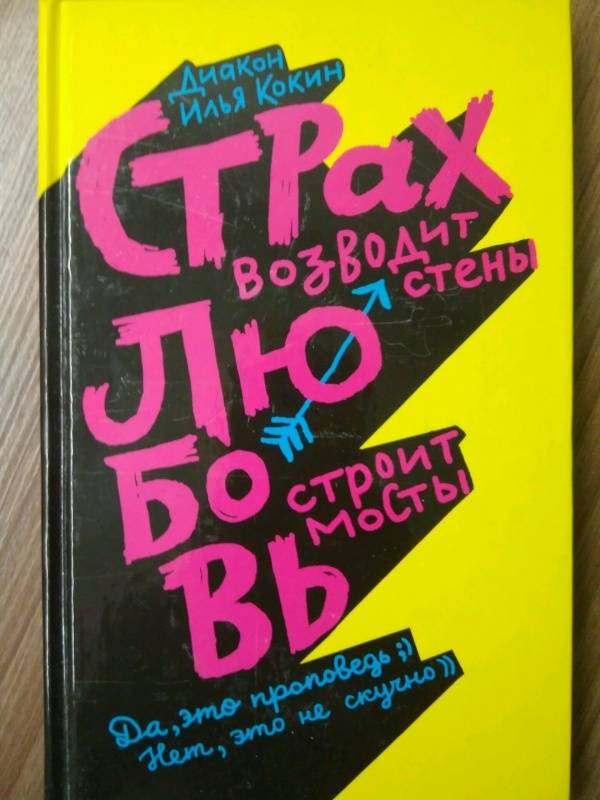 Диакон
Илья Кокин
Страх
возводит
стены
Лю
бо
вь
строит
мосты
Да, это проповедь ;)
Нет, это не скучно ))